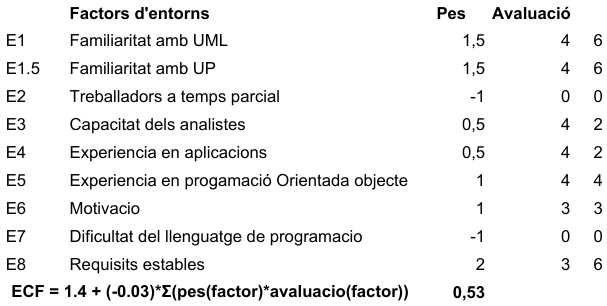 Factors d'entorns Pes Avaluació
E1 Familiaritat amb UML 1,5 4 6
E1.5 Familiaritat amb UP 1,5 4 6
E2 Treballadors a temps parcial -1 0 0
E3 Capacitat dels analistes 0,5 4 2
E4 Experiencia en aplicacions 0,5 4 2
E5 Experiencia en progamació Orientada objecte 1 4 4
E6 Motivacio 1 3 3
E7 Dificultat del llenguatge de programacio -1 0 0
E8 Requisits estables 2 3 6
ECF = 1.4 + (-0.03)*Σ(pes(factor)*avaluacio(factor)) 0,53